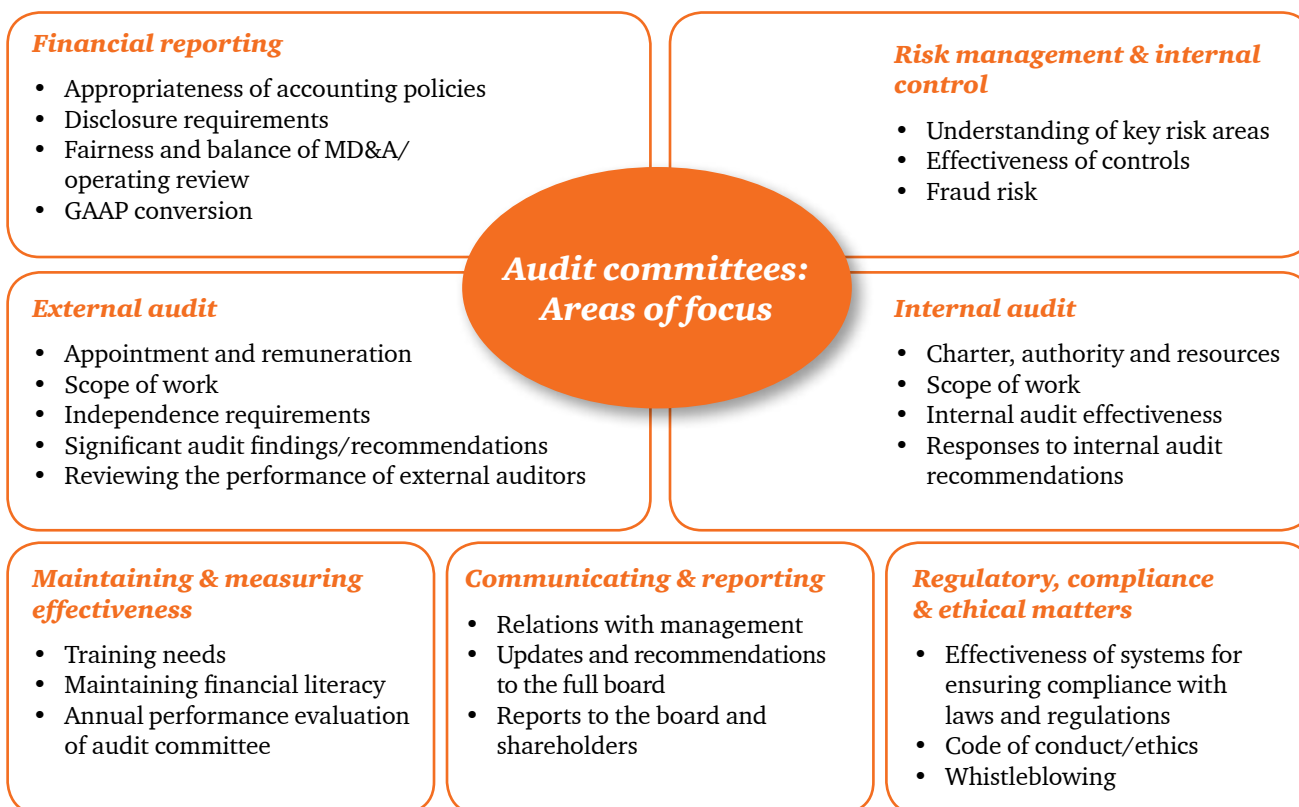 Financial reporting
• Appropriateness of accounting policies
• Disclosure requirements
• Fairness and balance of MD&A/
operating review
• GAAP conversion
Risk management & internal
control
• Understanding of key risk areas
• Effectiveness of controls
• Fraud risk
Audit committees:
Areas of focus
External audit
• Appointment and remuneration
• Scope of work
• Independence requirements
• Significant audit findings/recommendations
• Reviewing the performance of external auditors
Internal audit
• Charter, authority and resources
• Scope of work
• Internal audit effectiveness
• Responses to internal audit
recommendations
Maintaining & measuring
effectiveness
• Training needs
• Maintaining financial literacy
• Annual performance evaluation
of audit committee
Communicating & reporting
• Relations with management
• Updates and recommendations
to the full board
• Reports to the board and
shareholders
Regulatory, compliance
& ethical matters
• Effectiveness of systems for
ensuring compliance with
laws and regulations
• Code of conduct/ethics
• Whistleblowing